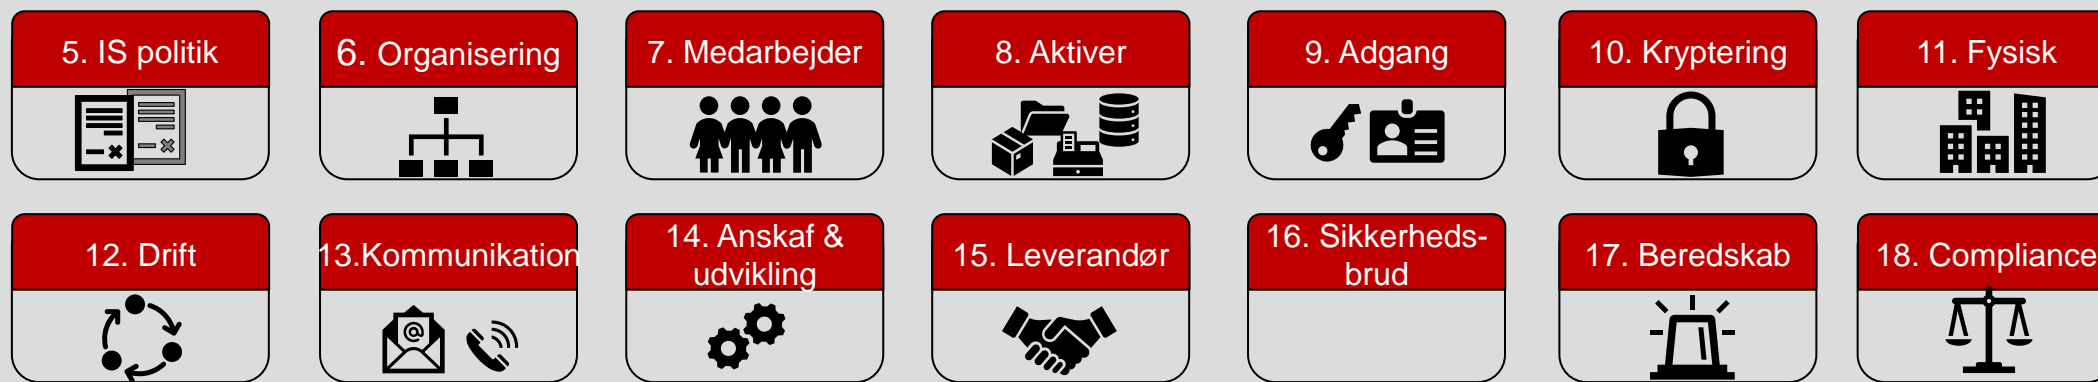 5. IS politik
6. Organisering
7. Medarbejder
8. Aktiver
9. Adgang
10. Kryptering
11. Fysisk
12. Drift
13.Kommunikation
14. Anskaf &
udvikling
15. Leverandør
16. Sikkerheds-
brud
17. Beredskab
18. Compliance
@